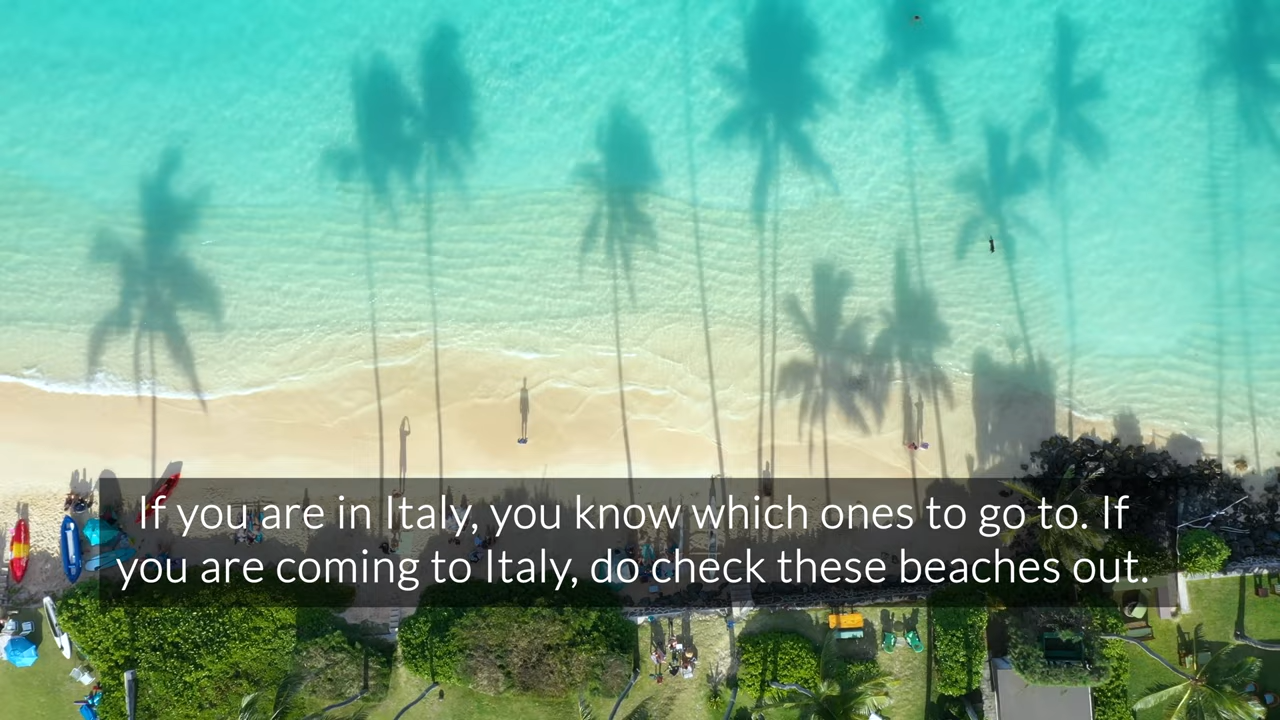 If you are in Italy, you know which ones to go to. If
you are coming to Italy, do check these beaches out.